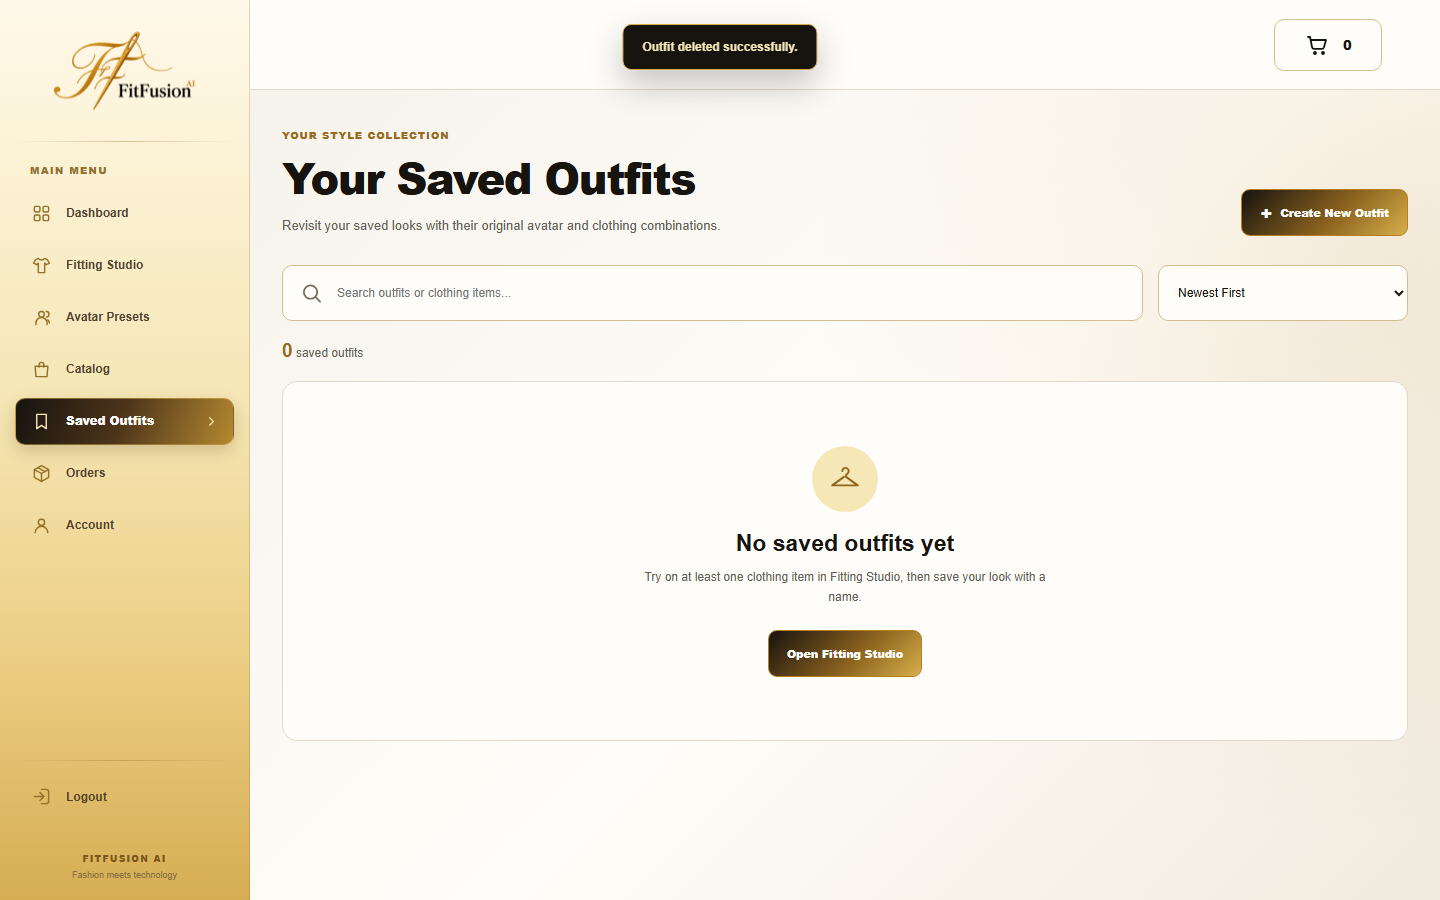 FitFusion AI
MAIN MENU
Dashboard
Fitting Studio
Avatar Presets
Catalog
Saved Outfits
Orders
Account
Logout
FITFUSION AI
Fashion meets technology
Outfit deleted successfully.
0
YOUR STYLE COLLECTION
Your Saved Outfits
Revisit your saved looks with their original avatar and clothing combinations.
+ Create New Outfit
Search outfits or clothing items...
Newest First
0 saved outfits
No saved outfits yet
Try on at least one clothing item in Fitting Studio, then save your look with a
name.
Open Fitting Studio